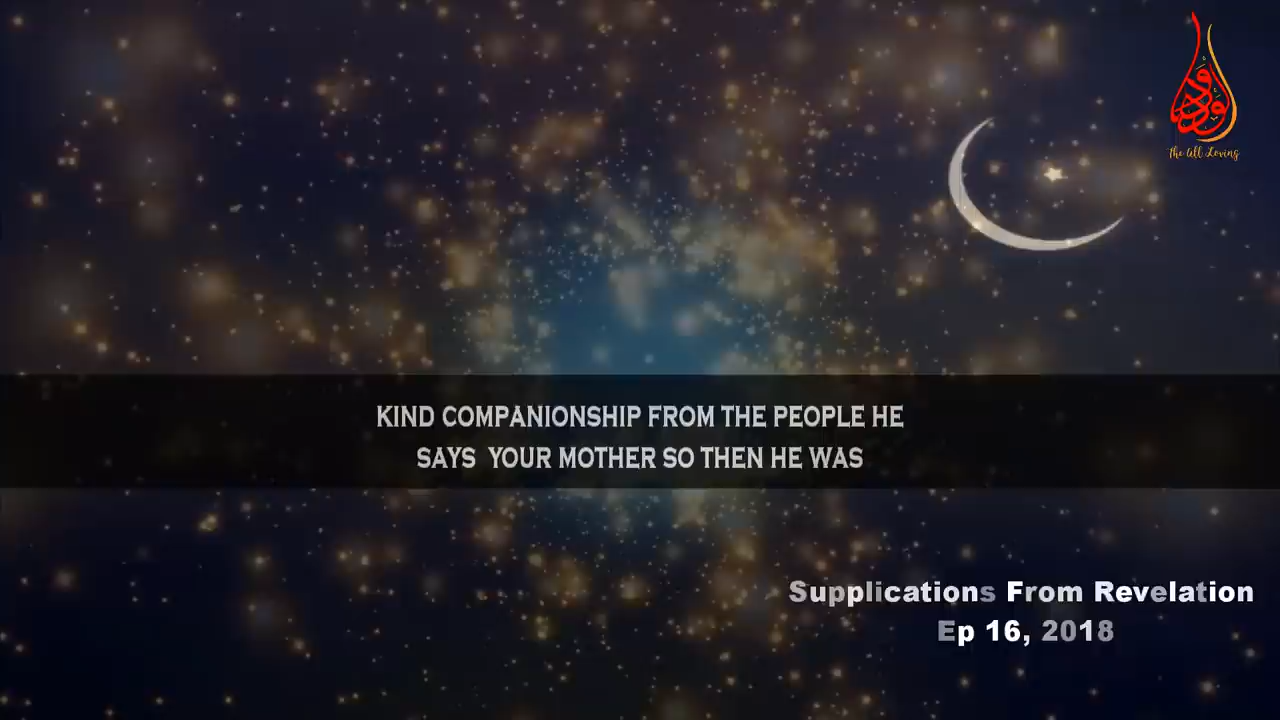 الودود
The All Loving
KIND COMPANIONSHIP FROM THE PEOPLE HE
SAYS YOUR MOTHER SO THEN HE WAS
Supplications From Revelation
Ep 16, 2018